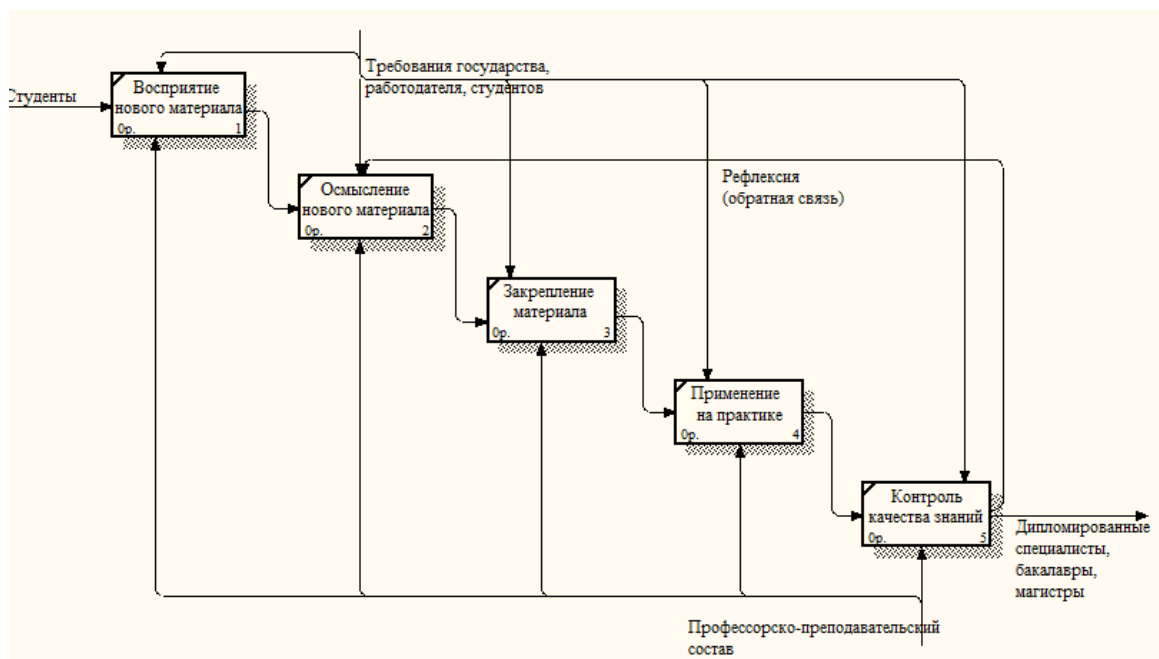 Требования государства,
работодателя, студентов
Студенты
Восприятие
нового материала
0р. 1
Рефлексия
(обратная связь)
Осмысление
нового материала
0р. 2
Закрепление
материала
0р. 3
Применение
на практике
0р. 4
Контроль
качества знаний
0р. 5
Дипломированные
специалисты,
бакалавры,
магистры
Профессорско-преподавательский
состав